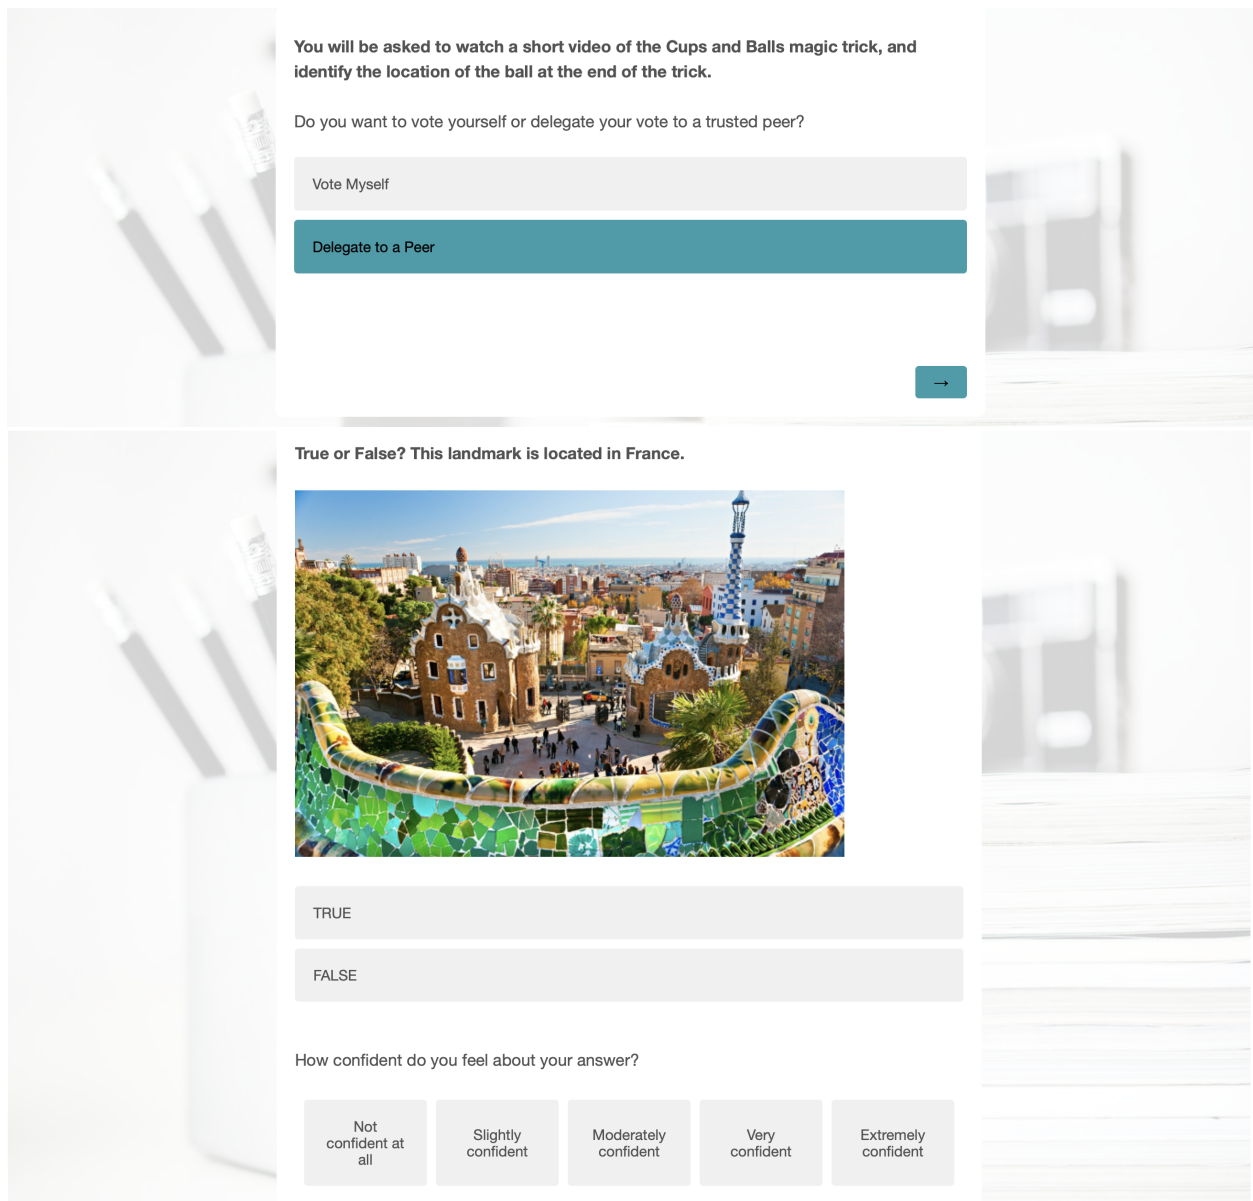 You will be asked to watch a short video of the Cups and Balls magic trick, and
identify the location of the ball at the end of the trick.
Do you want to vote yourself or delegate your vote to a trusted peer?
Vote Myself
Delegate to a Peer
→
True or False? This landmark is located in France.
TRUE
FALSE
How confident do you feel about your answer?
Not
confident at
all
Slightly
confident
Moderately
confident
Very
confident
Extremely
confident